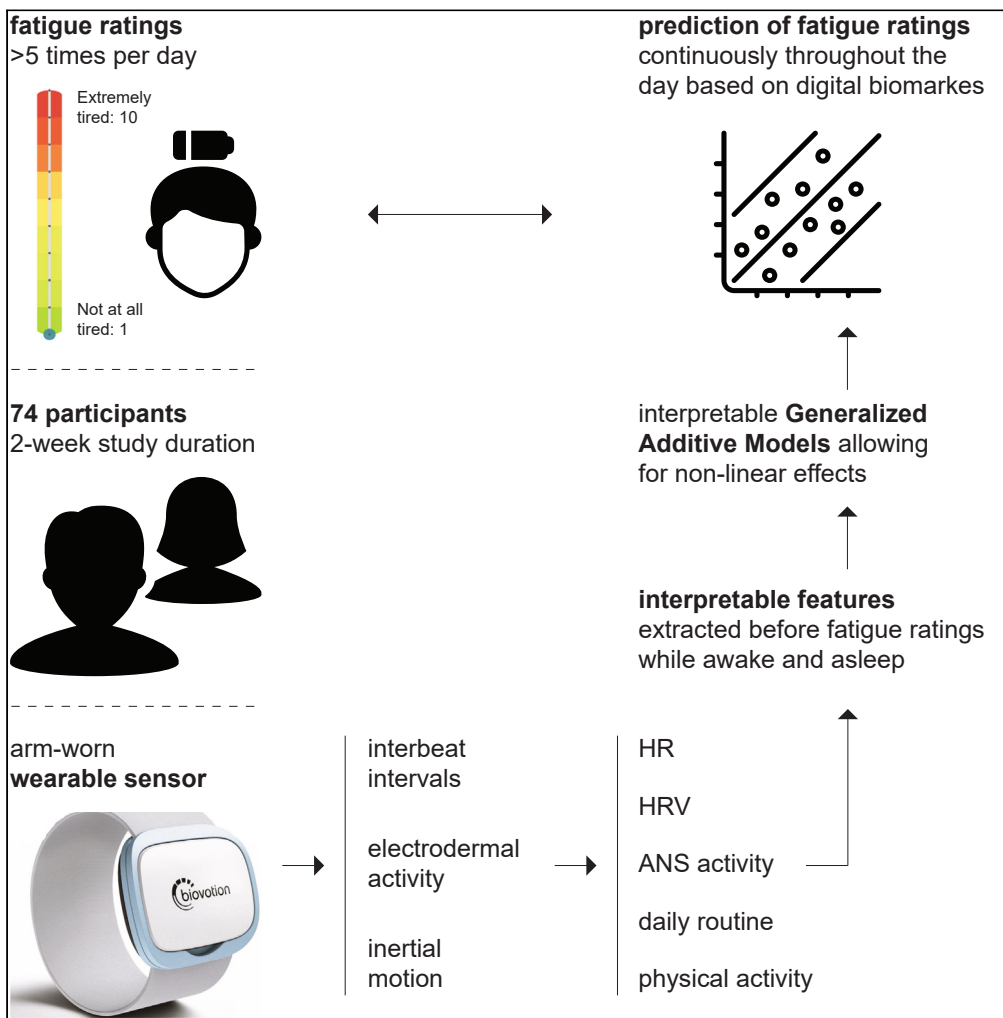 fatigue ratings
>5 times per day
Extremely
tired: 10
Not at all
tired: 1
prediction of fatigue ratings
continuously throughout the
day based on digital biomarkes
74 participants
2-week study duration
interpretable Generalized
Additive Models allowing
for non-linear effects
interpretable features
extracted before fatigue ratings
while awake and asleep
arm-worn
wearable sensor
biovotion
interbeat
intervals
electrodermal
activity
inertial
motion
HR
HRV
ANS activity
daily routine
physical activity